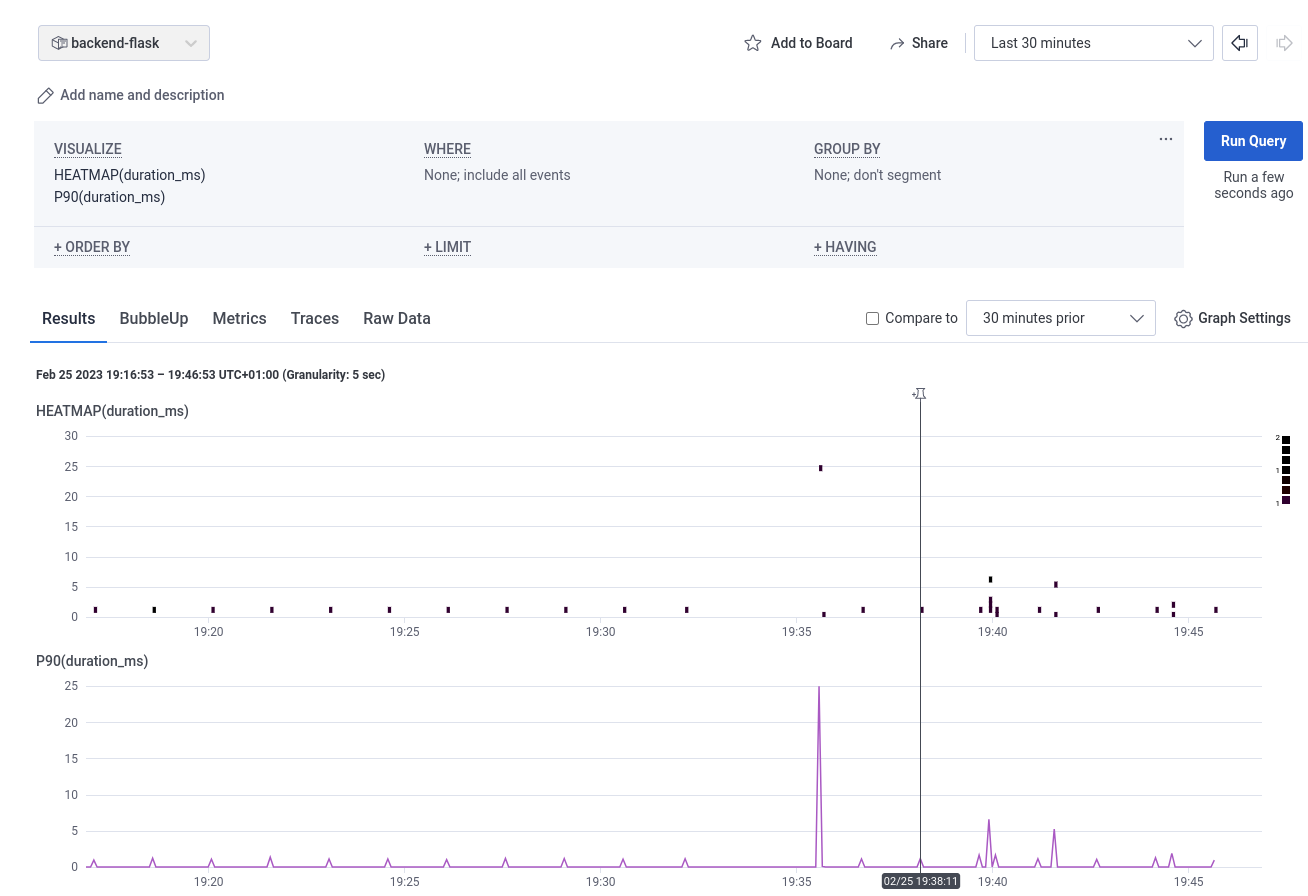 backend-flask
Add to Board
Share
Last 30 minutes
Add name and description
VISUALIZE
HEATMAP(duration_ms)
P90(duration_ms)
WHERE
None; include all events
GROUP BY
None; don't segment
...
Run Query
Run a few
seconds ago
+ ORDER BY
+ LIMIT
+ HAVING
Results BubbleUp Metrics Traces Raw Data
Compare to
30 minutes prior
Graph Settings
Feb 25 2023 19:16:53 – 19:46:53 UTC+01:00 (Granularity: 5 sec)
HEATMAP(duration_ms)
30
25
20
15
10
5
0
19:20 19:25 19:30 19:35 19:40 19:45
2
1
1
P90(duration_ms)
25
20
15
10
5
0
19:20 19:25 19:30 19:35 02/25 19:38:11 19:40 19:45